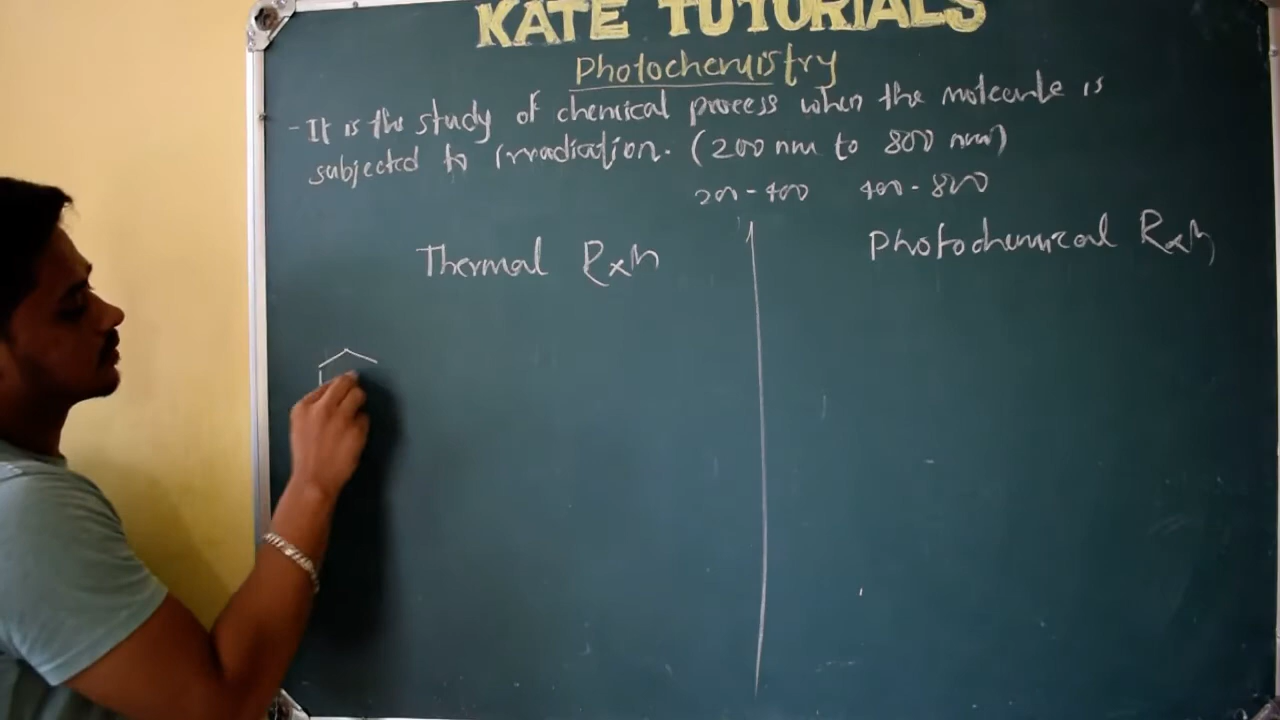 KATE TUTORIALS
Photochemistry
- It is the study of chemical process when the molecule is
subjected to Irradiation. (200 nm to 800 nm)
200 - 400 400 - 800
Thermal Rxn
Photochemical Rxn